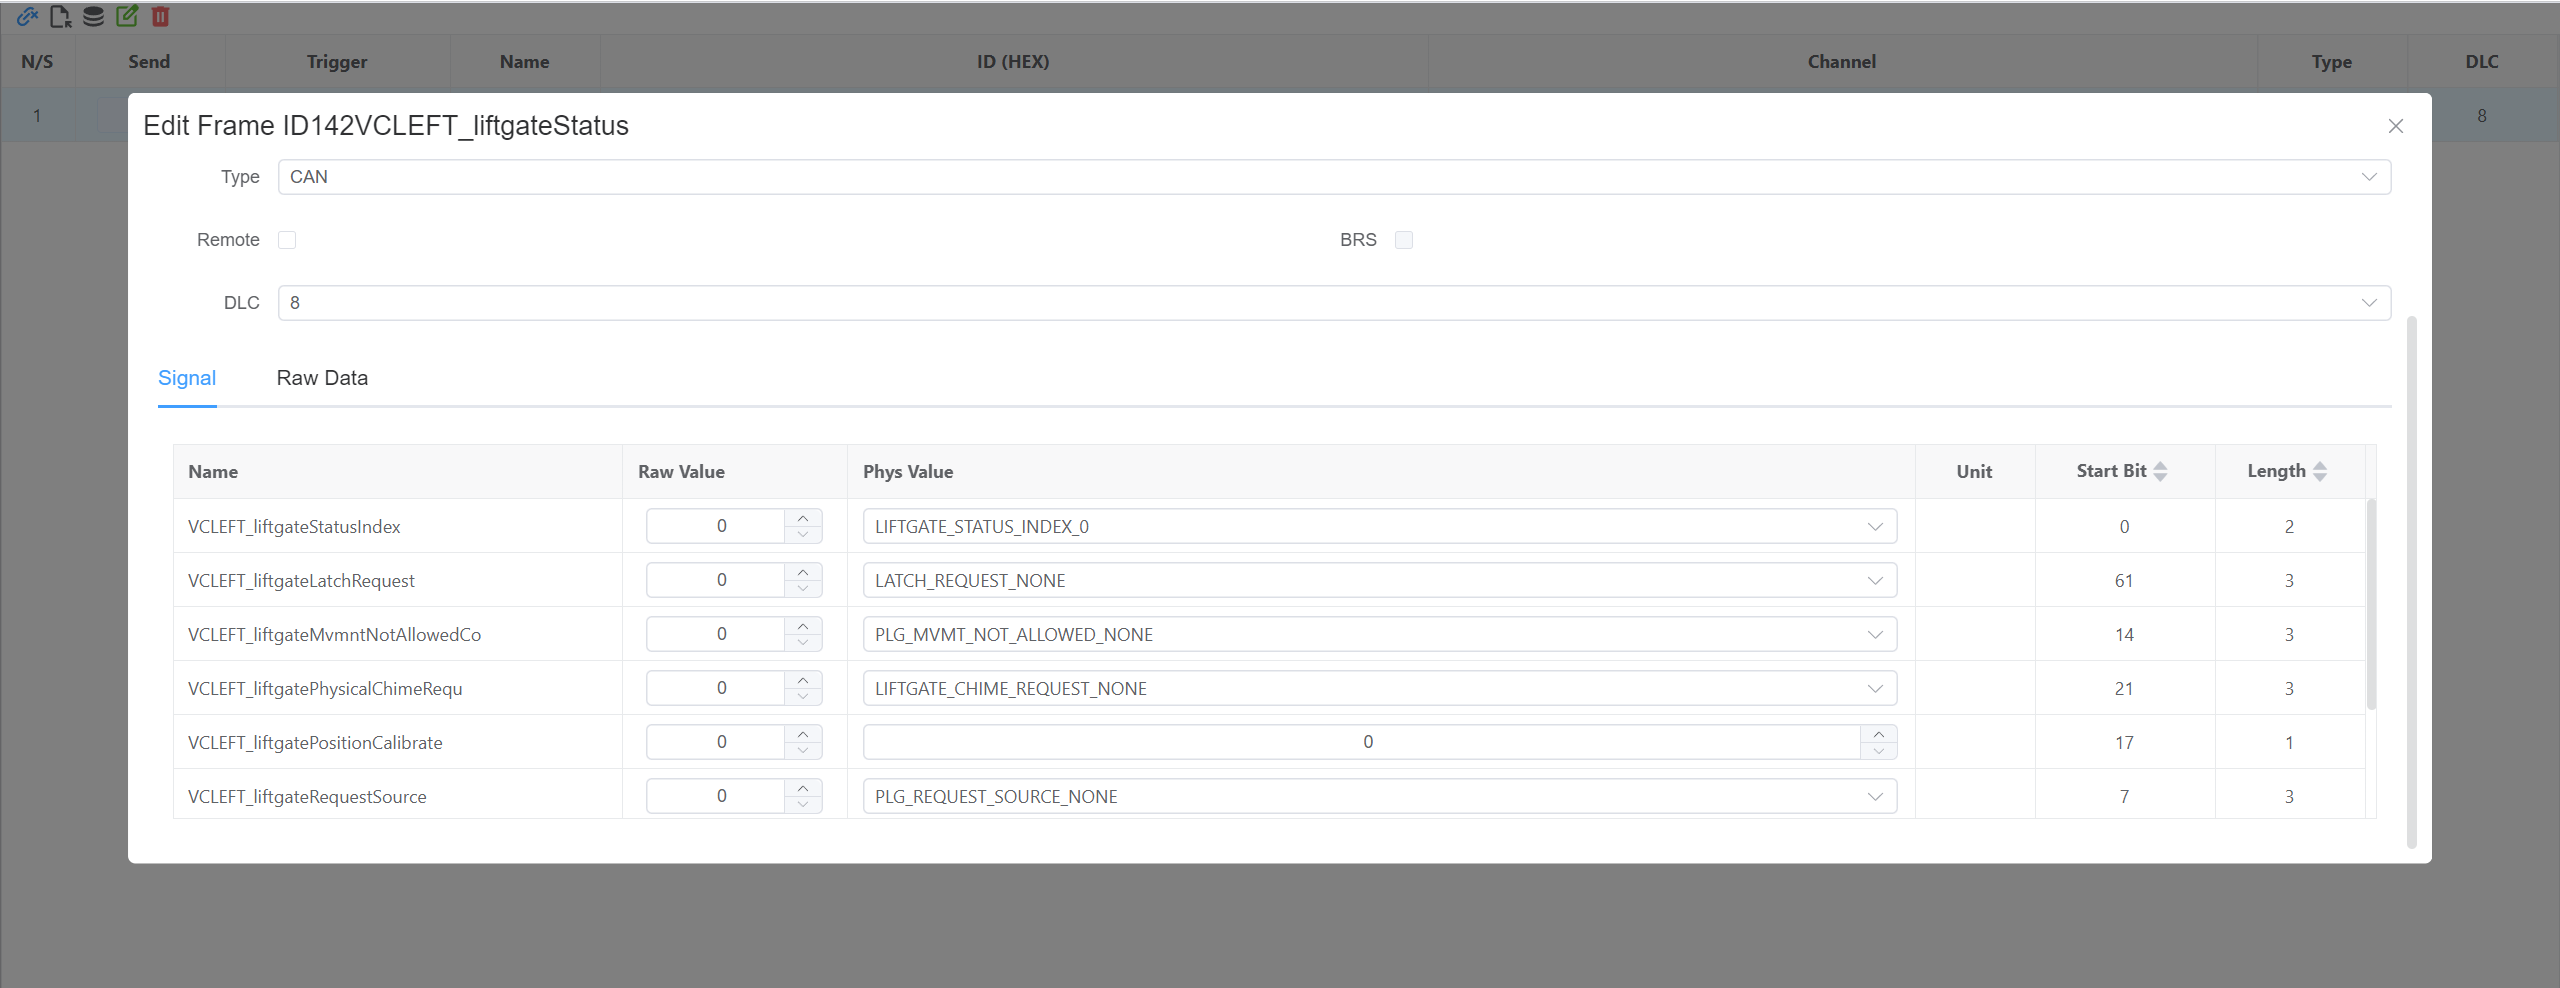 N/S Send Trigger Name ID (HEX) Channel Type DLC
1 8
Edit Frame ID142VCLEFT_liftgateStatus
Type CAN
Remote BRS
DLC 8
Signal Raw Data
Name Raw Value Phys Value Unit Start Bit Length
VCLEFT_liftgateStatusIndex 0 LIFTGATE_STATUS_INDEX_0 0 2
VCLEFT_liftgateLatchRequest 0 LATCH_REQUEST_NONE 61 3
VCLEFT_liftgateMvmntNotAllowedCo 0 PLG_MVMT_NOT_ALLOWED_NONE 14 3
VCLEFT_liftgatePhysicalChimeRequ 0 LIFTGATE_CHIME_REQUEST_NONE 21 3
VCLEFT_liftgatePositionCalibrate 0 0 17 1
VCLEFT_liftgateRequestSource 0 PLG_REQUEST_SOURCE_NONE 7 3